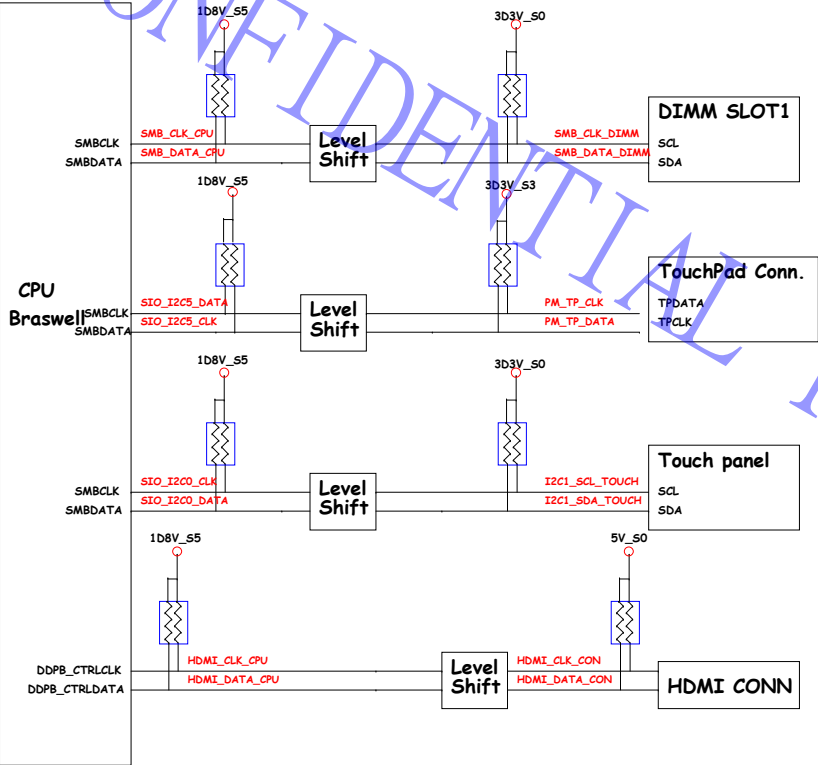 CONFIDENTIAL
1D8V_S5
3D3V_S0
SMBCLK
SMB_CLK_CPU
SMBDATA
SMB_DATA_CPU
Level
Shift
SMB_CLK_DIMM
SMB_DATA_DIMM
DIMM SLOT1
SCL
SDA
1D8V_S5
3D3V_S3
CPU
Braswell
SMBCLK
SIO_I2C5_DATA
SMBDATA
SIO_I2C5_CLK
Level
Shift
PM_TP_CLK
PM_TP_DATA
TouchPad Conn.
TPDATA
TPCLK
1D8V_S5
3D3V_S0
SMBCLK
SIO_I2C0_CLK
SMBDATA
SIO_I2C0_DATA
Level
Shift
I2C1_SCL_TOUCH
I2C1_SDA_TOUCH
Touch panel
SCL
SDA
1D8V_S5
5V_S0
DDPB_CTRLCLK
HDMI_CLK_CPU
DDPB_CTRLDATA
HDMI_DATA_CPU
Level
Shift
HDMI_CLK_CON
HDMI_DATA_CON
HDMI CONN